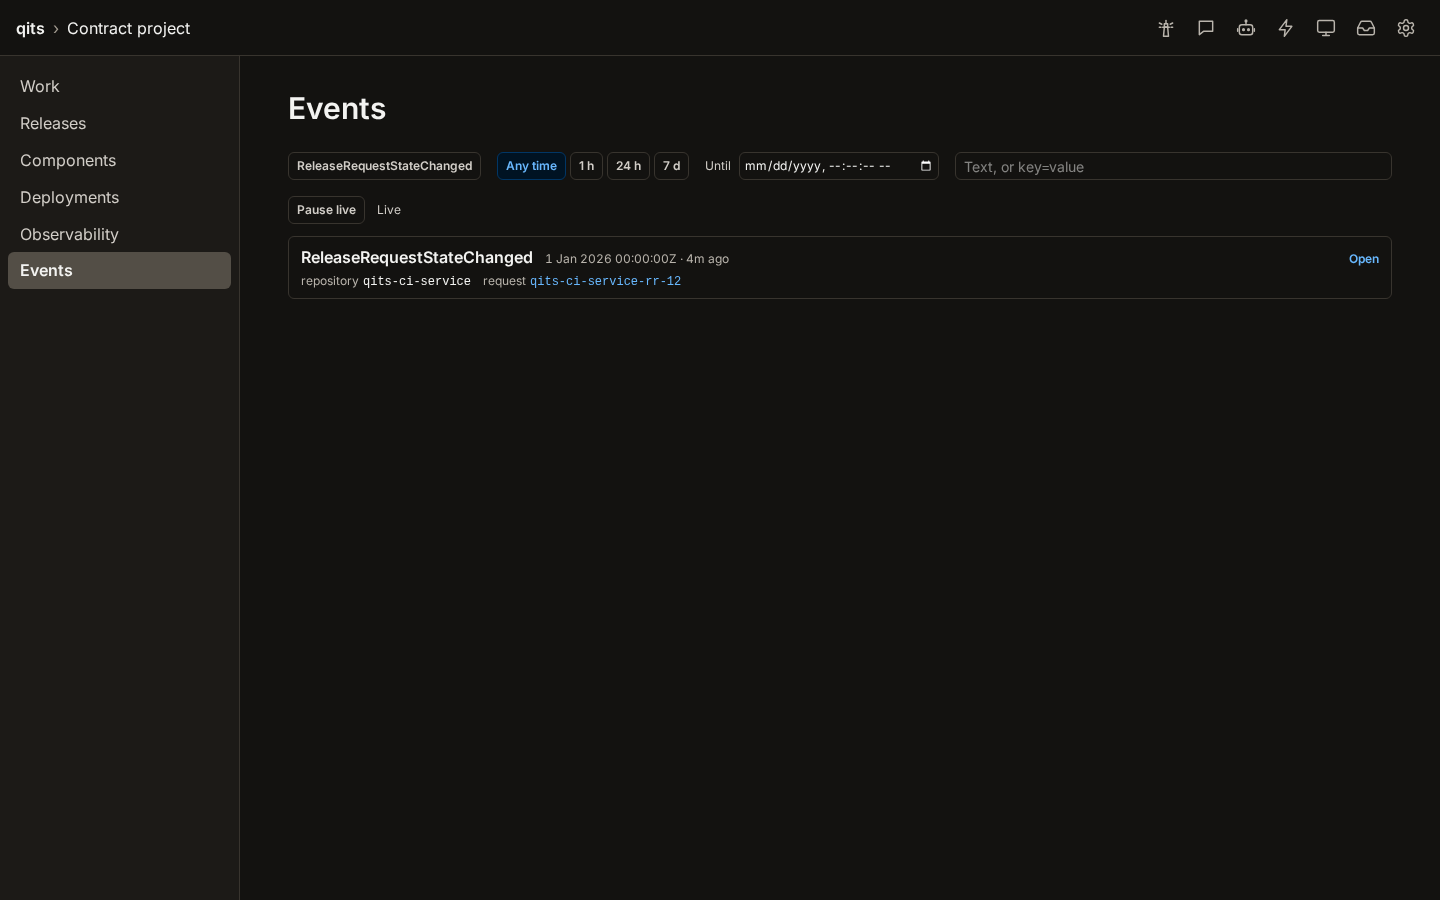 qits › Contract project
Work
Releases
Components
Deployments
Observability
Events
Events
ReleaseRequestStateChanged Any time 1 h 24 h 7 d Until mm/dd/yyyy, --:--:-- -- Text, or key=value
Pause live Live
ReleaseRequestStateChanged 1 Jan 2026 00:00:00Z · 4m ago Open
repository qits-ci-service request qits-ci-service-rr-12